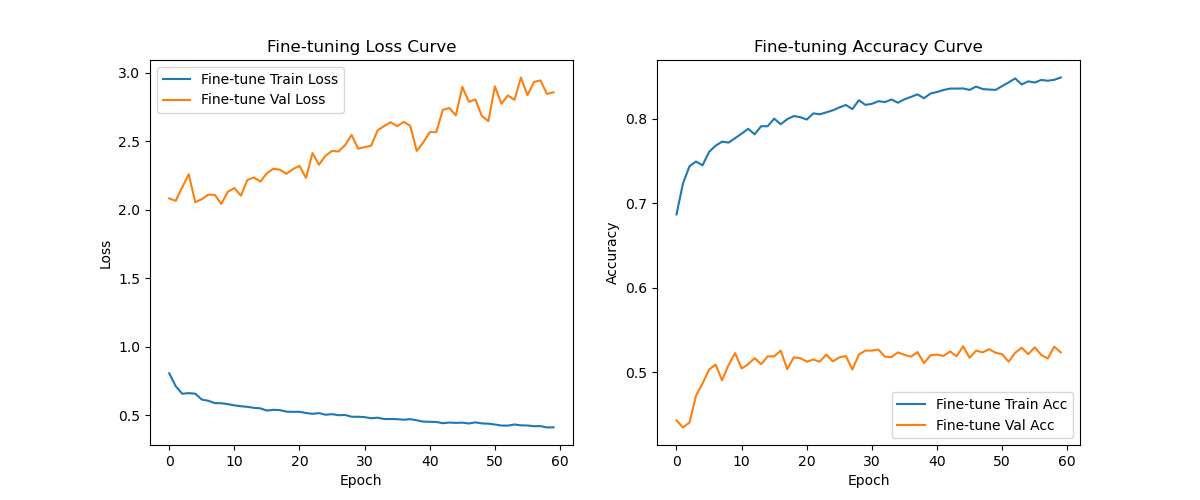 Fine-tuning Loss Curve
Fine-tune Train Loss
Fine-tune Val Loss
3.0
2.5
2.0
1.5
1.0
0.5
Loss
0 10 20 30 40 50 60
Epoch
Fine-tuning Accuracy Curve
0.8
0.7
0.6
0.5
Accuracy
Fine-tune Train Acc
Fine-tune Val Acc
0 10 20 30 40 50 60
Epoch